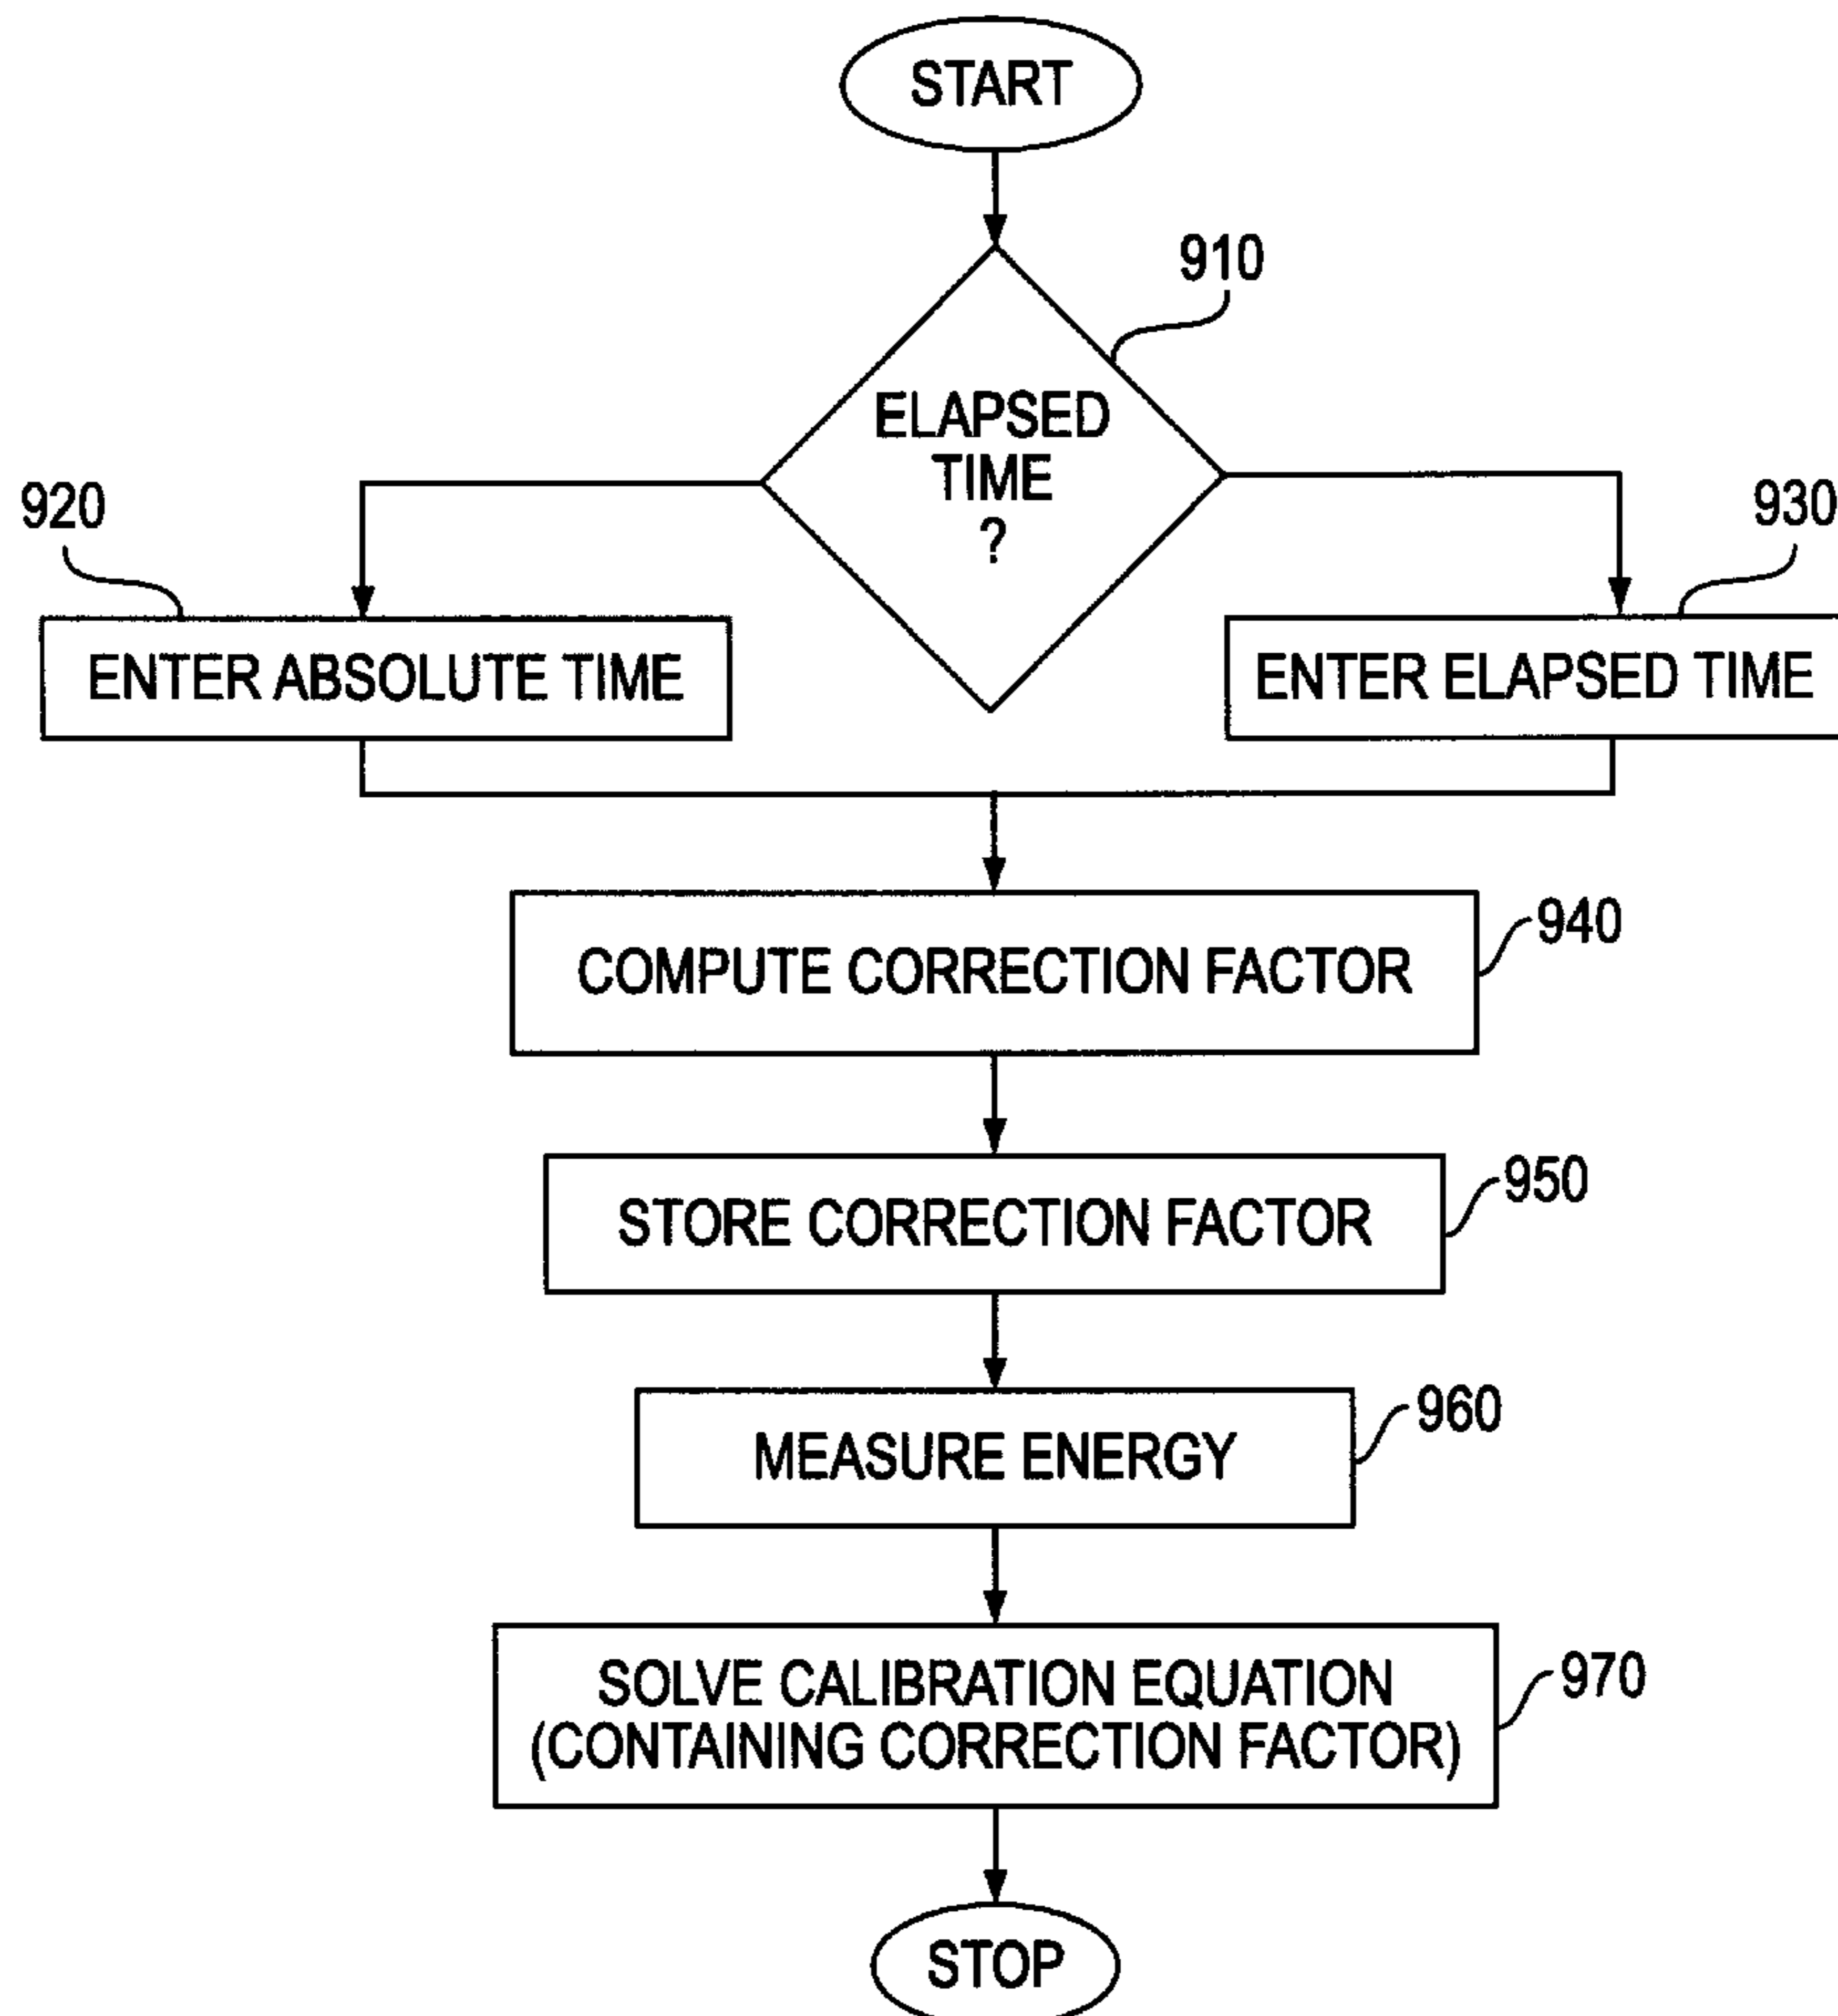 START
910
ELAPSED
TIME
?
920
930
ENTER ABSOLUTE TIME
ENTER ELAPSED TIME
COMPUTE CORRECTION FACTOR
940
STORE CORRECTION FACTOR
950
MEASURE ENERGY
960
SOLVE CALIBRATION EQUATION
(CONTAINING CORRECTION FACTOR)
970
STOP